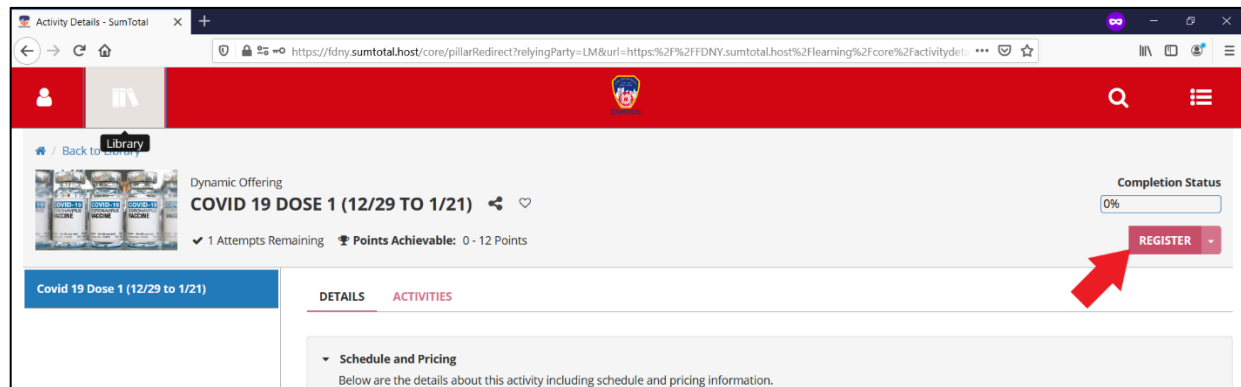 Activity Details - SumTotal
https://fdny.sumtotal.host/core/pillarRedirect?relyingParty=LM&url=https:%2F%2FFDNY.sumtotal.host%2Flearning%2Fcore%2Factivitydet
Library
Back to Library
Dynamic Offering
COVID 19 DOSE 1 (12/29 TO 1/21)
1 Attempts Remaining Points Achievable: 0 - 12 Points
Completion Status
0%
REGISTER
Covid 19 Dose 1 (12/29 to 1/21)
DETAILS ACTIVITIES
Schedule and Pricing
Below are the details about this activity including schedule and pricing information.